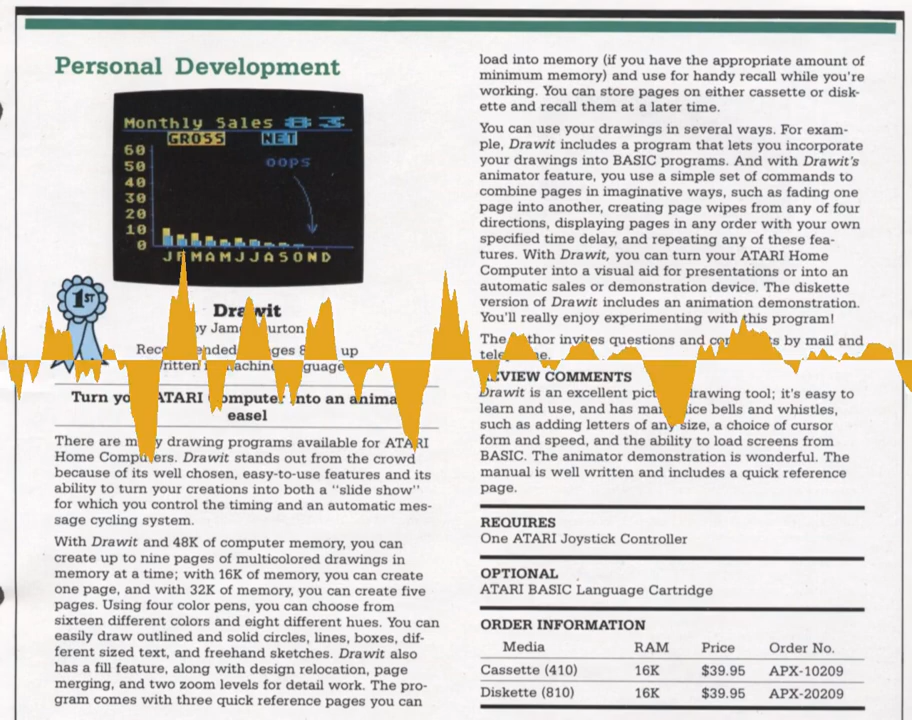 Personal Development
Monthly Sales 83
GROSS NET
60
50
40
30
20
10
0
OOPS
J F M A M J J A S O N D
1ST
Drawit
by
urton
ages 8 up
Turn ATARI into an
easel
There are drawing programs available for ATARI
Home Computers. Drawit stands out from the crowd
because of its well chosen, easy-to-use features and its
ability to turn your creations into both a "slide show"
for which you control the timing and an automatic mes-
sage cycling system.
With Drawit and 48K of computer memory, you can
create up to nine pages of multicolored drawings in
memory at a time; with 16K of memory, you can create
one page, and with 32K of memory, you can create five
pages. Using four color pens, you can choose from
sixteen different colors and eight different hues. You can
easily draw outlined and solid circles, lines, boxes, dif-
ferent sized text, and freehand sketches. Drawit also
has a fill feature, along with design relocation, page
merging, and two zoom levels for detail work. The pro-
gram comes with three quick reference pages you can
load into memory (if you have the appropriate amount of
minimum memory) and use for handy recall while you're
working. You can store pages on either cassette or disk-
ette and recall them at a later time.
You can use your drawings in several ways. For exam-
ple, Drawit includes a program that lets you incorporate
your drawings into BASIC programs. And with Drawit's
animator feature, you use a simple set of commands to
combine pages in imaginative ways, such as fading one
page into another, creating page wipes from any of four
directions, displaying pages in any order with your own
specified time delay, and repeating any of these fea-
tures. With Drawit, you can turn your ATARI Home
Computer into a visual aid for presentations or into an
automatic sales or demonstration device. The diskette
version of Drawit includes an animation demonstration.
You'll really enjoy experimenting with this program!
The author invites questions and by mail and
REVIEW COMMENTS
Drawit is an excellent drawing tool; it's easy to
learn and use, and has many nice bells and whistles,
such as adding letters of any size, a choice of cursor
form and speed, and the ability to load screens from
BASIC. The animator demonstration is wonderful. The
manual is well written and includes a quick reference
page.
REQUIRES
One ATARI Joystick Controller
OPTIONAL
ATARI BASIC Language Cartridge
ORDER INFORMATION
Media RAM Price Order No.
Cassette (410) 16K $39.95 APX-10209
Diskette (810) 16K $39.95 APX-20209